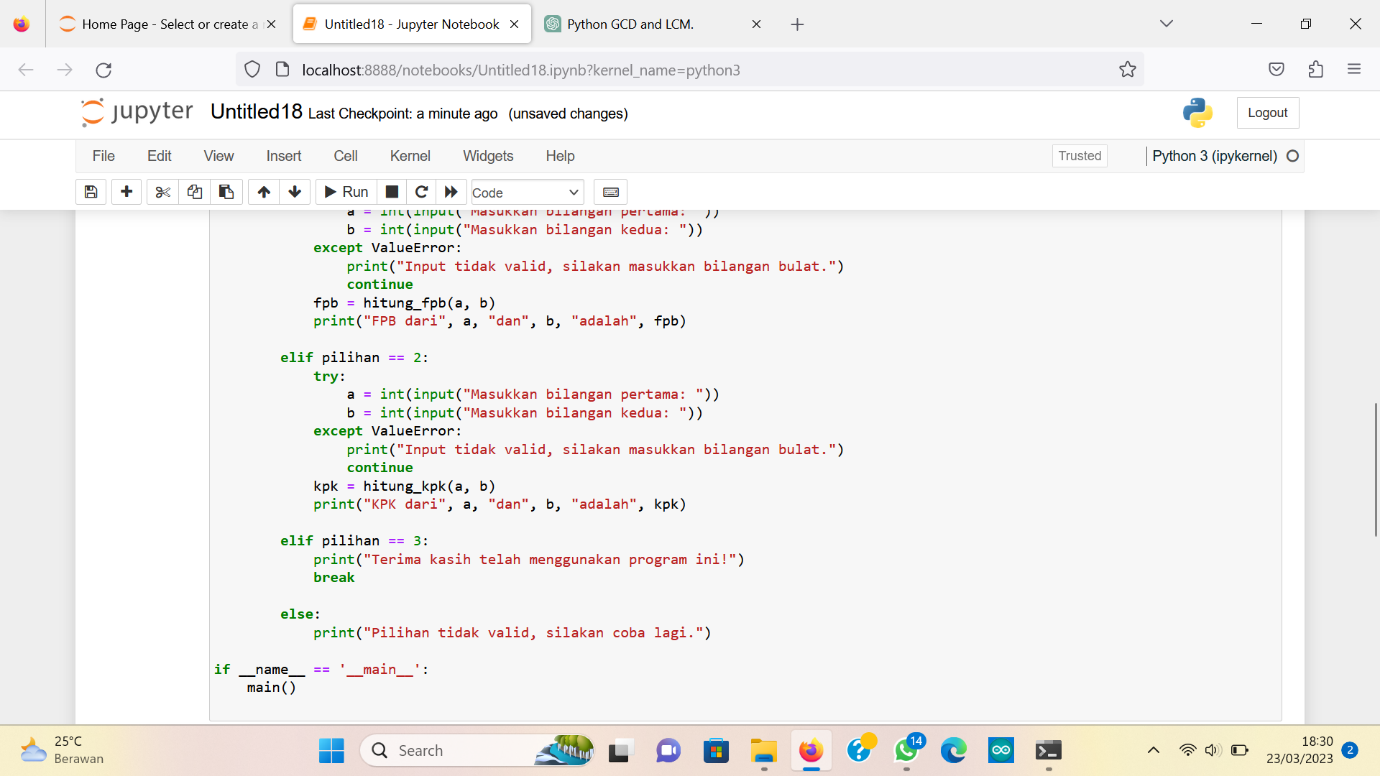 Home Page - Select or create a
Untitled18 - Jupyter Notebook
Python GCD and LCM.
localhost:8888/notebooks/Untitled18.ipynb?kernel_name=python3
jupyter Untitled18 Last Checkpoint: a minute ago (unsaved changes)
Logout
File Edit View Insert Cell Kernel Widgets Help
Trusted
Python 3 (ipykernel)
Run
Code
a = int(input("Masukkan bilangan pertama: "))
b = int(input("Masukkan bilangan kedua: "))
except ValueError:
print("Input tidak valid, silakan masukkan bilangan bulat.")
continue
fpb = hitung_fpb(a, b)
print("FPB dari", a, "dan", b, "adalah", fpb)
elif pilihan == 2:
try:
a = int(input("Masukkan bilangan pertama: "))
b = int(input("Masukkan bilangan kedua: "))
except ValueError:
print("Input tidak valid, silakan masukkan bilangan bulat.")
continue
kpk = hitung_kpk(a, b)
print("KPK dari", a, "dan", b, "adalah", kpk)
elif pilihan == 3:
print("Terima kasih telah menggunakan program ini!")
break
else:
print("Pilihan tidak valid, silakan coba lagi.")
if __name__ == '__main__':
main()
25°C
Berawan
Search
14
18:30
23/03/2023
2